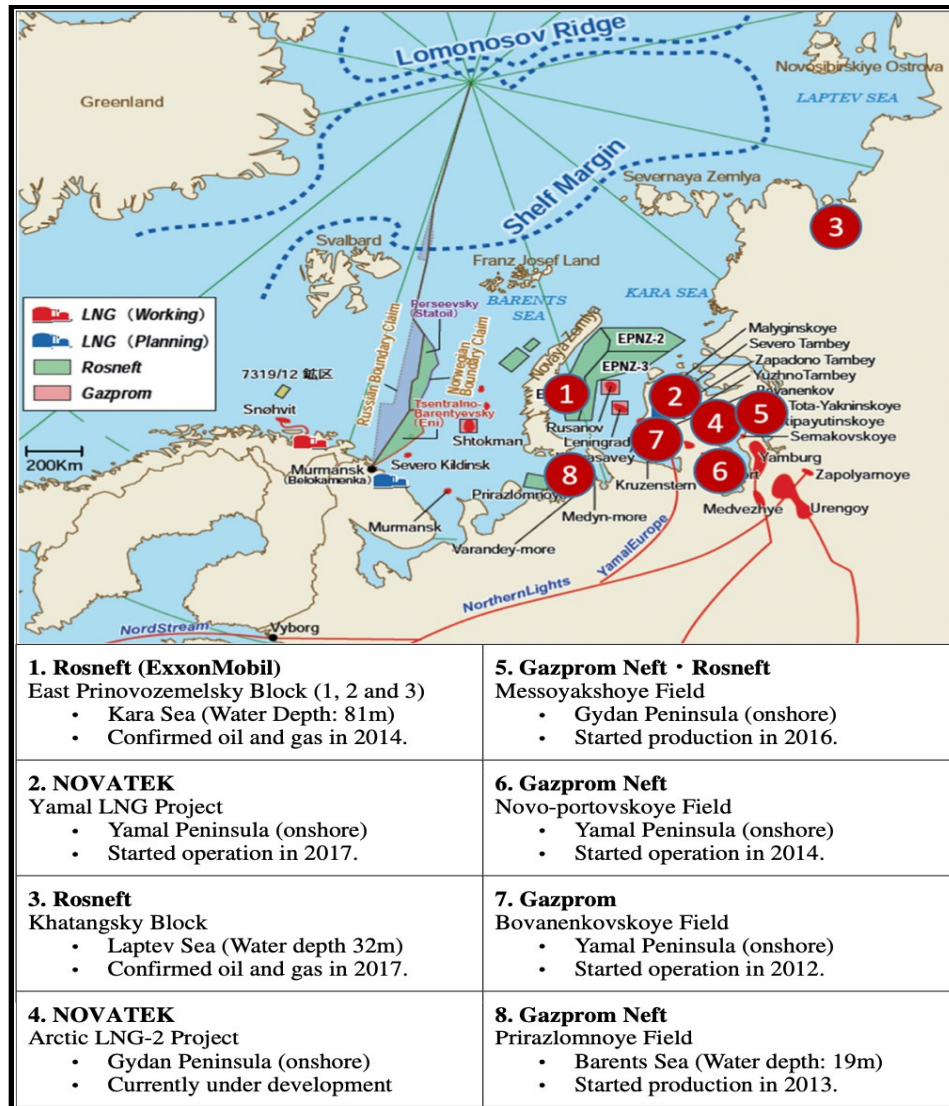 Lomonosov Ridge
Novosibirskiye Ostrova
Greenland
LAPTEV SEA
Shelf Margin
Severnaya Zemlya
3
Svalbard
Franz Josef Land
KARA SEA
BARENTS
SEA
LNG (Working)
LNG (Planning)
Rosneft
Gazprom
Russian Boundary Claim
Perseevsky
(Statoil)
Norwegian
Boundary Claim
Novaya Zemlya
EPNZ-2
EPNZ-3
Malyginskoye
Severo Tambey
Zapadono Tambey
YuzhnoTambey
1
2
4
5
7319/12 鉱区
Snøhvit
Tsentralno-
Barentyevsky
(Eni)
Shtokman
Rusanov
Leningrad
Tota-Yakninskoye
Semakovskoye
7
6
8
200Km
Murmansk
(Belokamenka)
Severo Kildinsk
Kruzenstern
Yamburg
Zapolyarnoye
Murmansk
Medyn-more
Medvezhye
Urengoy
Varandey-more
YamalEurope
NorthernLights
NordStream
Vyborg
1. Rosneft (ExxonMobil)
East Prinovozemelsky Block (1, 2 and 3)
• Kara Sea (Water Depth: 81m)
• Confirmed oil and gas in 2014.
5. Gazprom Neft・Rosneft
Messoyakshoye Field
• Gydan Peninsula (onshore)
• Started production in 2016.
2. NOVATEK
Yamal LNG Project
• Yamal Peninsula (onshore)
• Started operation in 2017.
6. Gazprom Neft
Novo-portovskoye Field
• Yamal Peninsula (onshore)
• Started operation in 2014.
3. Rosneft
Khatangsky Block
• Laptev Sea (Water depth 32m)
• Confirmed oil and gas in 2017.
7. Gazprom
Bovanenkovskoye Field
• Yamal Peninsula (onshore)
• Started operation in 2012.
4. NOVATEK
Arctic LNG-2 Project
• Gydan Peninsula (onshore)
• Currently under development
8. Gazprom Neft
Prirazlomnoye Field
• Barents Sea (Water depth: 19m)
• Started production in 2013.